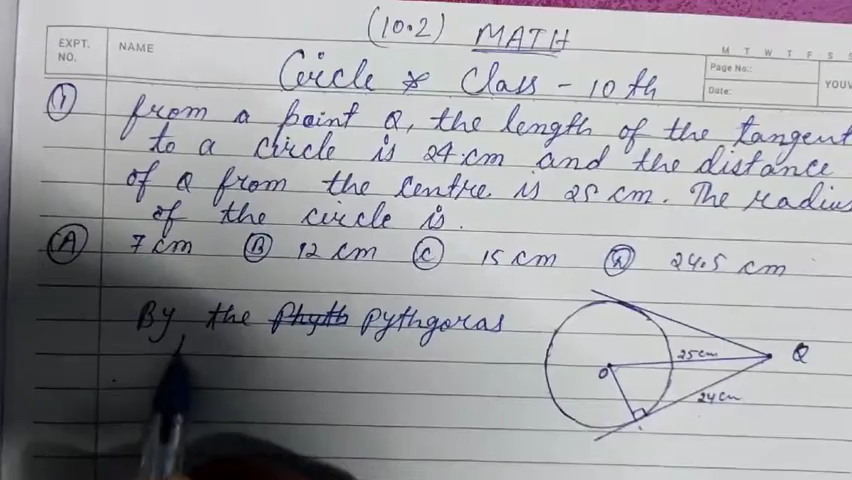 (10.2) MATH
EXPT. NO.
NAME
M T W T F S S
Page No.:
Date:
YOUV
Circle * Class - 10th
(1) from a point Q, the length of the tangent
to a circle is 24 cm and the distance
of Q from the centre is 25 cm. The radius
of the circle is.
(A) 7 cm (B) 12 cm (C) 15 cm (D) 24.5 cm
By the pythgoras
25cm
Q
O
24cm